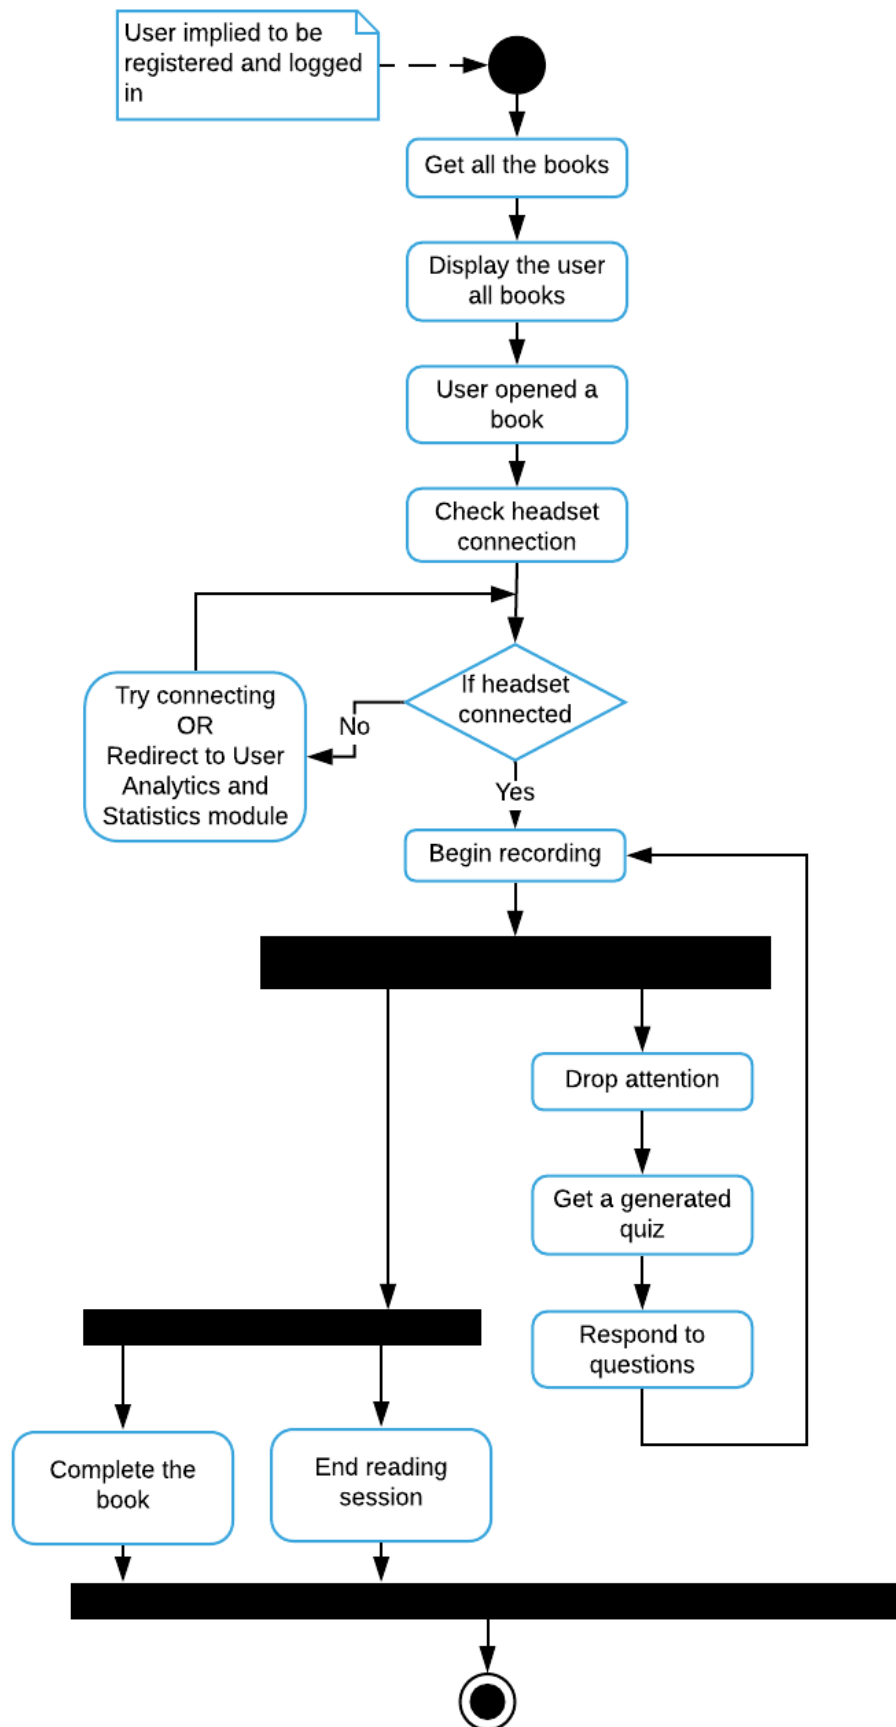 User implied to be
registered and logged
in
Get all the books
Display the user
all books
User opened a
book
Check headset
connection
If headset
connected
Try connecting
OR
Redirect to User
Analytics and
Statistics module
No
Yes
Begin recording
Drop attention
Get a generated
quiz
Respond to
questions
Complete the
book
End reading
session